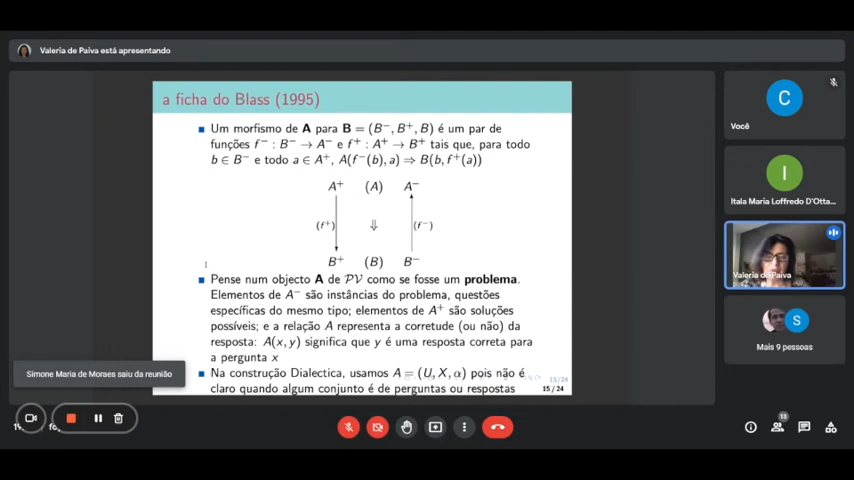 Valeria de Paiva está apresentando
a ficha do Blass (1995)
Um morfismo de A para B = (B⁻, B⁺, B) é um par de
funções f⁻ : B⁻ → A⁻ e f⁺ : A⁺ → B⁺ tais que, para todo
b ∈ B⁻ e todo a ∈ A⁺, A(f⁻(b), a) ⇒ B(b, f⁺(a))
A⁺ (A) A⁻
(f⁺) ⇓ (f⁻)
B⁺ (B) B⁻
Pense num objecto A de PV como se fosse um problema.
Elementos de A⁻ são instâncias do problema, questões
específicas do mesmo tipo; elementos de A⁺ são soluções
possíveis; e a relação A representa a corretude (ou não) da
resposta: A(x, y) significa que y é uma resposta correta para
a pergunta x
Na construção Dialectica, usamos A = (U, X, α) pois não é
claro quando algum conjunto é de perguntas ou respostas
15/24
15 / 24
Simone Maria de Moraes saiu da reunião
C
Você
I
Itala Maria Loffredo D'Otta...
Valeria de Paiva
S
Mais 9 pessoas
13